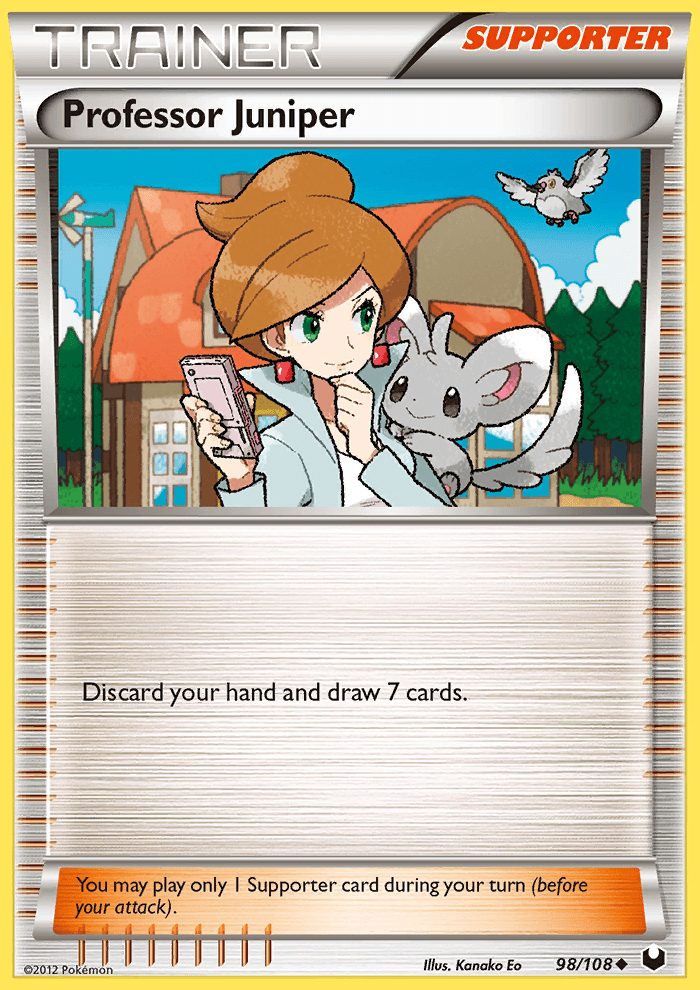 TRAINER
SUPPORTER
Professor Juniper
Discard your hand and draw 7 cards.
You may play only 1 Supporter card during your turn (before
your attack).
©2012 Pokémon
Illus. Kanako Eo
98/108